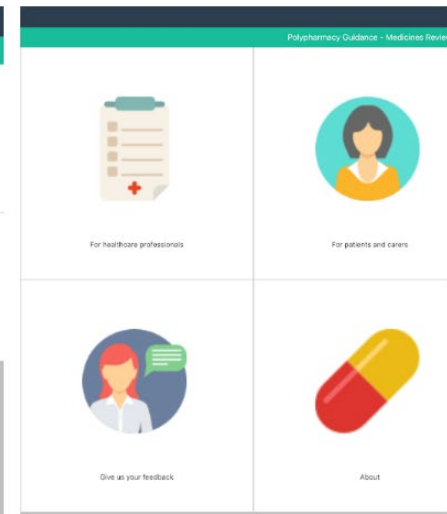 Polypharmacy Guidance - Medicines Review
For healthcare professionals
For patients and carers
Give us your feedback
About